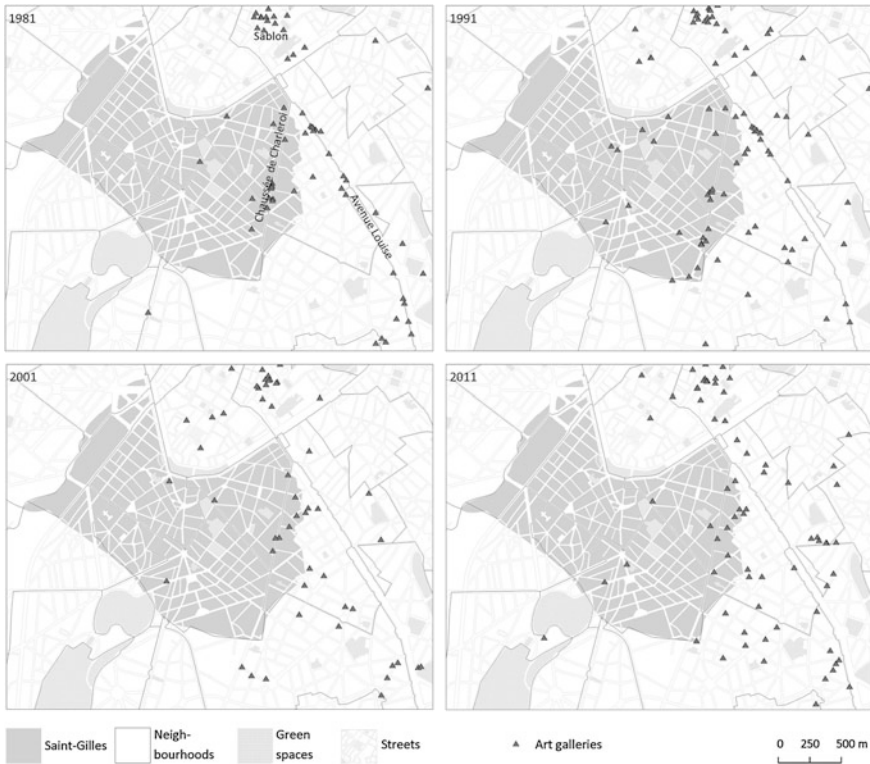 1981
Sablon
Chaussée de Charleroi
Avenue Louise
1991
2001
2011
Saint-Gilles
Neigh-
bourhoods
Green
spaces
Streets
Art galleries
0 250 500 m